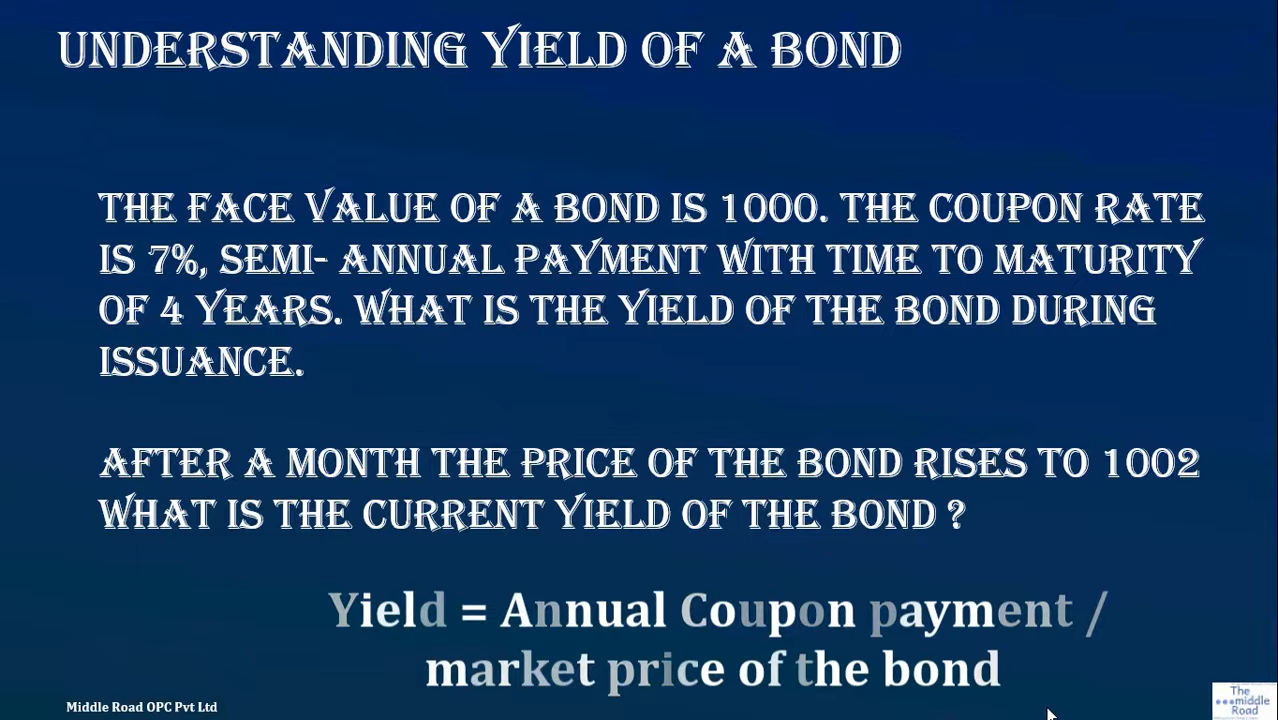 UNDERSTANDING YIELD OF A BOND
THE FACE VALUE OF A BOND IS 1000. THE COUPON RATE
IS 7%, SEMI- ANNUAL PAYMENT WITH TIME TO MATURITY
OF 4 YEARS. WHAT IS THE YIELD OF THE BOND DURING
ISSUANCE.
AFTER A MONTH THE PRICE OF THE BOND RISES TO 1002
WHAT IS THE CURRENT YIELD OF THE BOND ?
Yield = Annual Coupon payment /
market price of the bond
Middle Road OPC Pvt Ltd
The
middle
Road